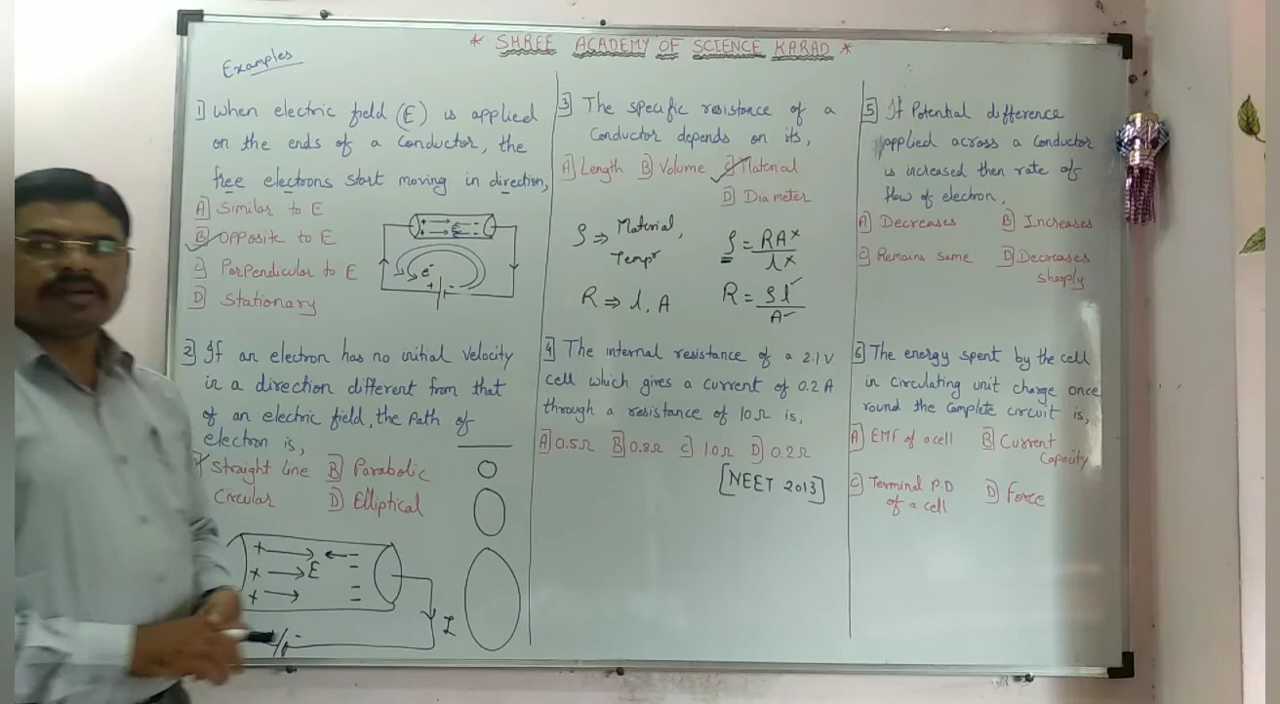 * SHREE ACADEMY OF SCIENCE KARAD *
Examples
1] When electric field (E) is applied
on the ends of a conductor, the
free electrons start moving in direction,
A] Similar to E
B] Opposite to E
C] Perpendicular to E
D] Stationary
+ - - -
+ E - - -
e-
+ -
2] If an electron has no initial velocity
in a direction different from that
of an electric field, the Path of
electron is,
Straight line B] Parabolic
Circular D] Elliptical
+ -
+ E -
+ -
-
I
3] The specific resistance of a
Conductor depends on its,
A] Length B] Volume C] Material
D] Diameter
ρ ⇒ Material,
Tempr
ρ = RA/l
R ⇒ l, A
R = ρl/A
4] The internal resistance of a 2.1 V
cell which gives a current of 0.2 A
through a resistance of 10 Ω is,
A] 0.5Ω B] 0.8Ω C] 1.0Ω D] 0.2Ω
[NEET 2013]
5] If Potential difference
applied across a conductor
is increased then rate of
flow of electron,
A] Decreases B] Increases
C] Remains Same D] Decreases
Sharply
6] The energy spent by the cell
in circulating unit charge once
round the complete circuit is,
A] EMF of a cell B] Current
Capacity
C] Terminal P.D
of a cell
D] Force